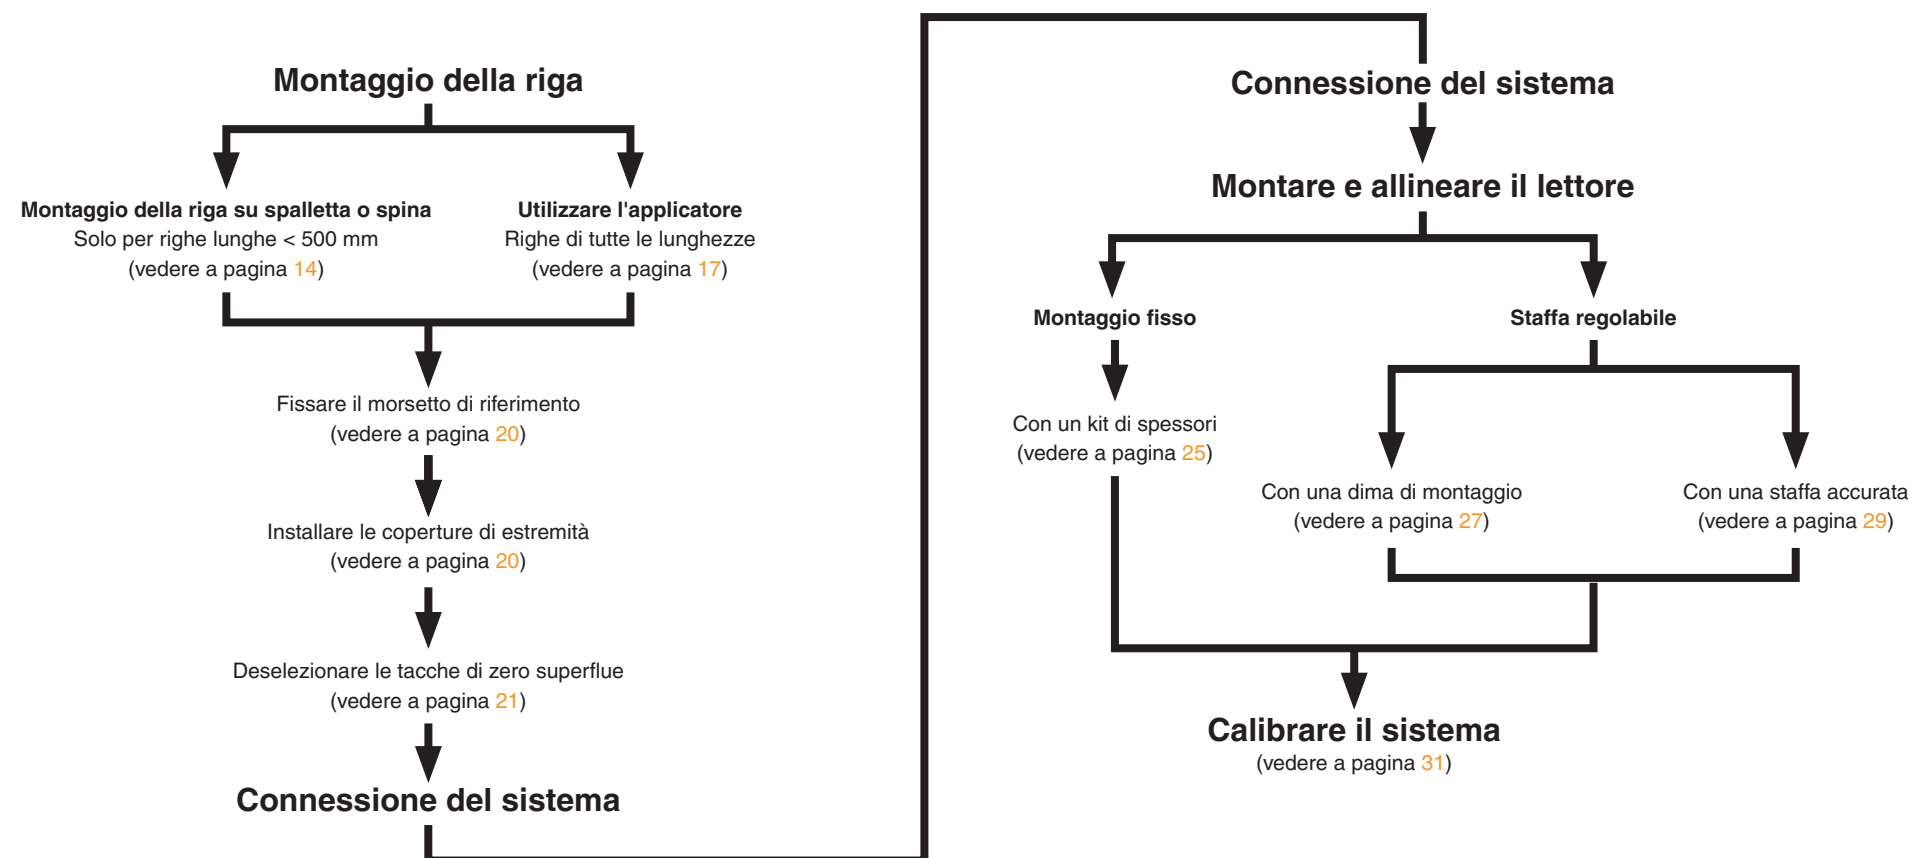 Montaggio della riga
Montaggio della riga su spalletta o spina
Solo per righe lunghe < 500 mm
(vedere a pagina 14)
Utilizzare l'applicatore
Righe di tutte le lunghezze
(vedere a pagina 17)
Fissare il morsetto di riferimento
(vedere a pagina 20)
Installare le coperture di estremità
(vedere a pagina 20)
Deselezionare le tacche di zero superflue
(vedere a pagina 21)
Connessione del sistema
Connessione del sistema
Montare e allineare il lettore
Montaggio fisso
Con un kit di spessori
(vedere a pagina 25)
Staffa regolabile
Con una dima di montaggio
(vedere a pagina 27)
Con una staffa accurata
(vedere a pagina 29)
Calibrare il sistema
(vedere a pagina 31)